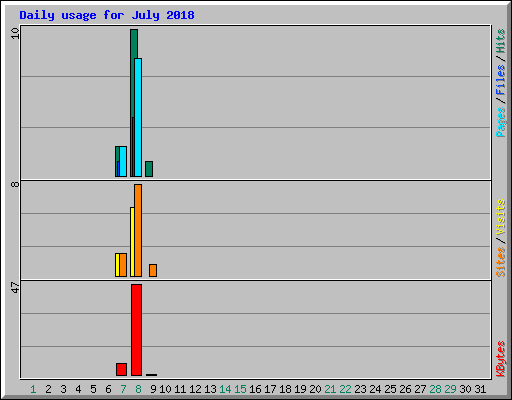 Daily usage for July 2018
10
8
47
Pages / Files / Hits
Sites / Visits
KBytes
1 2 3 4 5 6 7 8 9 10 11 12 13 14 15 16 17 18 19 20 21 22 23 24 25 26 27 28 29 30 31